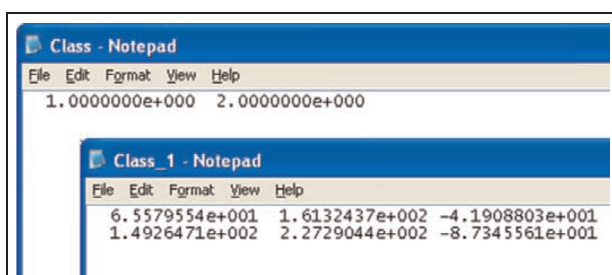 Class - Notepad
File Edit Format View Help
1.0000000e+000 2.0000000e+000
Class_1 - Notepad
File Edit Format View Help
6.5579554e+001 1.6132437e+002 -4.1908803e+001
1.4926471e+002 2.2729044e+002 -8.7345561e+001